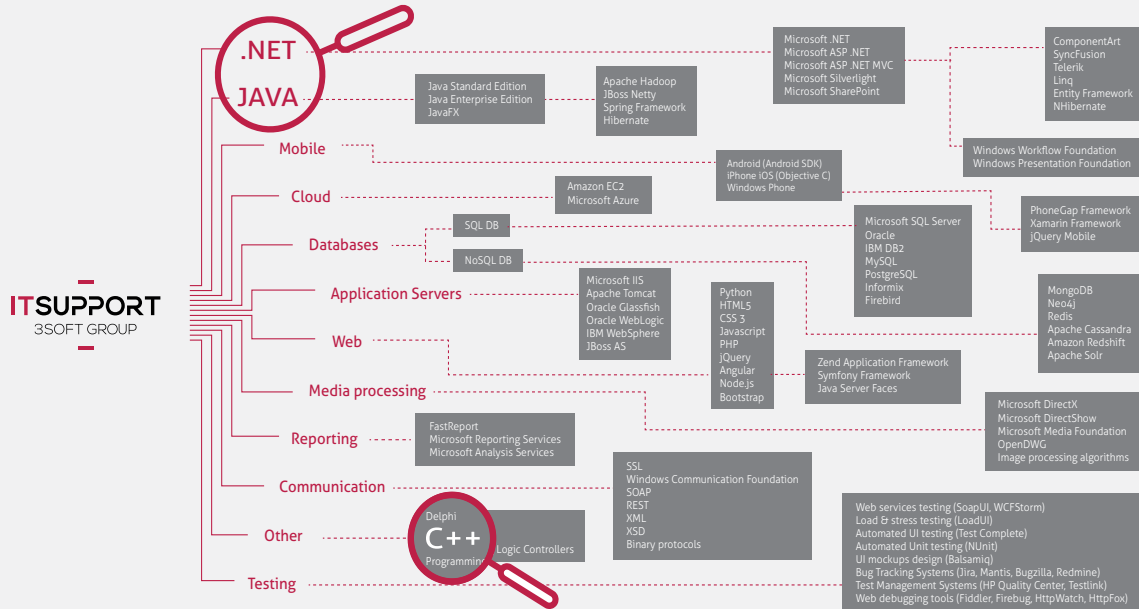 .NET
JAVA
Mobile
Cloud
Databases
Application Servers
Web
Media processing
Reporting
Communication
Other
Testing
ITSUPPORT
3SOFT GROUP
Microsoft .NET
Microsoft ASP .NET
Microsoft ASP .NET MVC
Microsoft Silverlight
Microsoft SharePoint
ComponentArt
SyncFusion
Telerik
Linq
Entity Framework
NHibernate
Windows Workflow Foundation
Windows Presentation Foundation
Java Standard Edition
Java Enterprise Edition
JavaFX
Apache Hadoop
JBoss Netty
Spring Framework
Hibernate
Android (Android SDK)
iPhone iOS (Objective C)
Windows Phone
PhoneGap Framework
Xamarin Framework
jQuery Mobile
Amazon EC2
Microsoft Azure
SQL DB
NoSQL DB
Microsoft SQL Server
Oracle
IBM DB2
MySQL
PostgreSQL
Informix
Firebird
MongoDB
Neo4j
Redis
Apache Cassandra
Amazon Redshift
Apache Solr
Microsoft IIS
Apache Tomcat
Oracle Glassfish
Oracle WebLogic
IBM WebSphere
JBoss AS
Python
HTML5
CSS 3
Javascript
PHP
jQuery
Angular
Node.js
Bootstrap
Zend Application Framework
Symfony Framework
Java Server Faces
Microsoft DirectX
Microsoft DirectShow
Microsoft Media Foundation
OpenDWG
Image processing algorithms
FastReport
Microsoft Reporting Services
Microsoft Analysis Services
SSL
Windows Communication Foundation
SOAP
REST
XML
XSD
Binary protocols
Delphi
C++
Logic Controllers
Web services testing (SoapUI, WCFStorm)
Load & stress testing (LoadUI)
Automated UI testing (Test Complete)
Automated Unit testing (NUnit)
UI mockups design (Balsamiq)
Bug Tracking Systems (Jira, Mantis, Bugzilla, Redmine)
Test Management Systems (HP Quality Center, Testlink)
Web debugging tools (Fiddler, Firebug, HttpWatch, HttpFox)